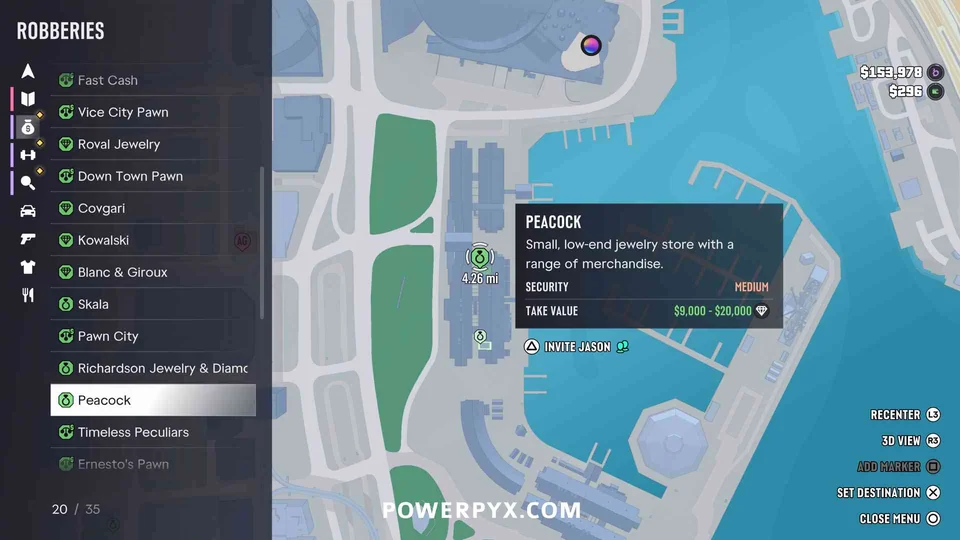 ROBBERIES
Fast Cash
Vice City Pawn
Roval Jewelry
Down Town Pawn
Covgari
Kowalski
Blanc & Giroux
Skala
Pawn City
Richardson Jewelry & Diamo
Peacock
Timeless Peculiars
Ernesto's Pawn
20 / 35
AG
4.26 mi
PEACOCK
Small, low-end jewelry store with a
range of merchandise.
SECURITY MEDIUM
TAKE VALUE $9,000 - $20,000
INVITE JASON
$153,978
$296
RECENTER L3
3D VIEW R3
ADD MARKER
SET DESTINATION
CLOSE MENU
POWERPYX.COM